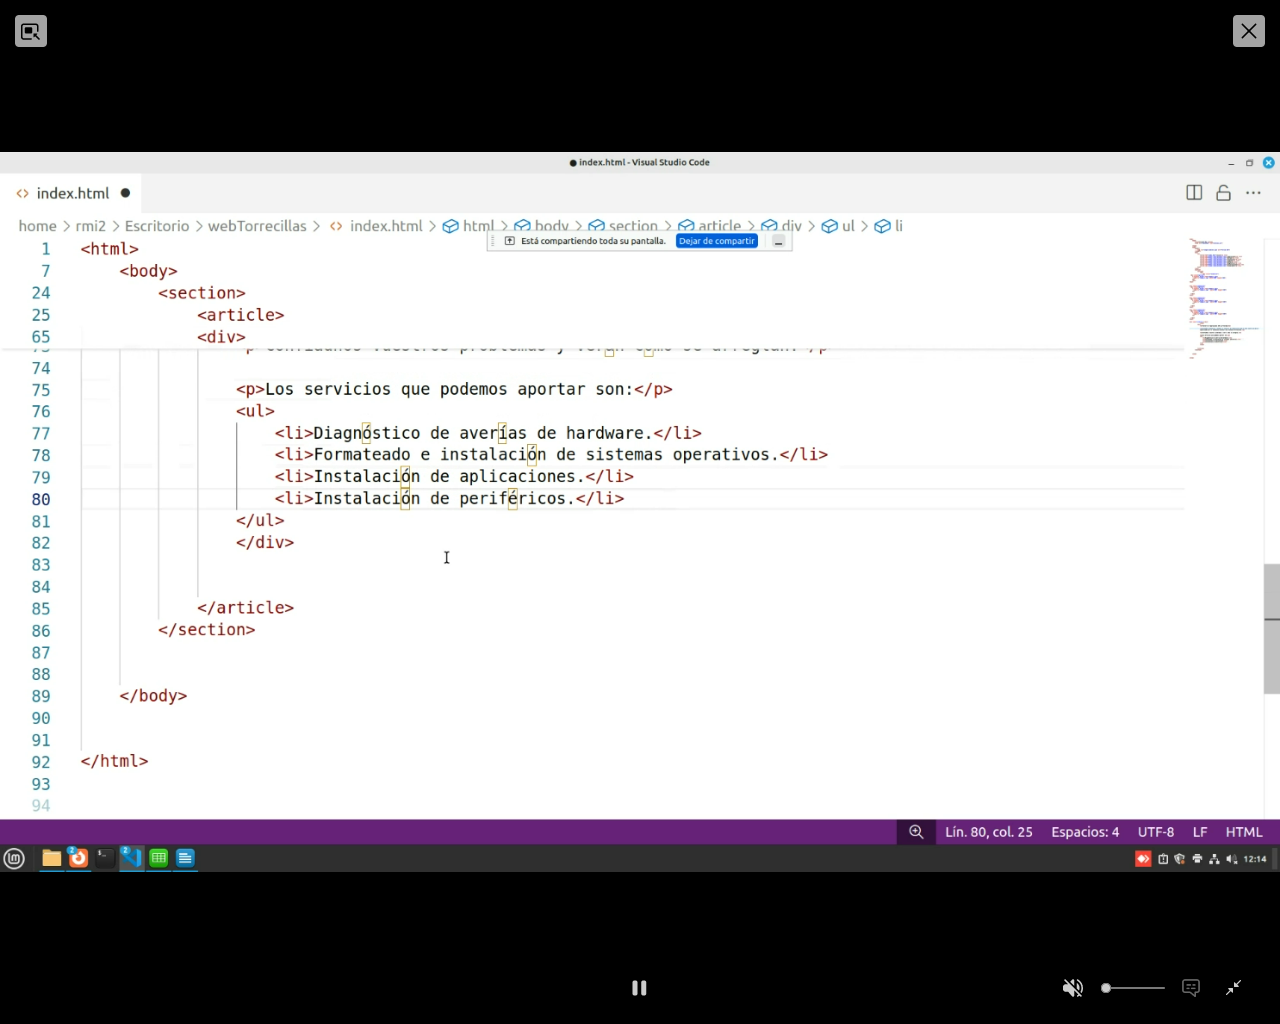 index.html - Visual Studio Code
index.html
home > rmi2 > Escritorio > webTorrecillas > index.html > html > body > section > article > div > ul > li
Está compartiendo toda su pantalla. Dejar de compartir
1 <html>
7 <body>
24 <section>
25 <article>
65 <div>
74
75 <p>Los servicios que podemos aportar son:</p>
76 <ul>
77 <li>Diagnóstico de averías de hardware.</li>
78 <li>Formateado e instalación de sistemas operativos.</li>
79 <li>Instalación de aplicaciones.</li>
80 <li>Instalación de periféricos.</li>
81 </ul>
82 </div>
83
84
85 </article>
86 </section>
87
88
89 </body>
90
91
92 </html>
93
94
Lín. 80, col. 25 Espacios: 4 UTF-8 LF HTML
12:14